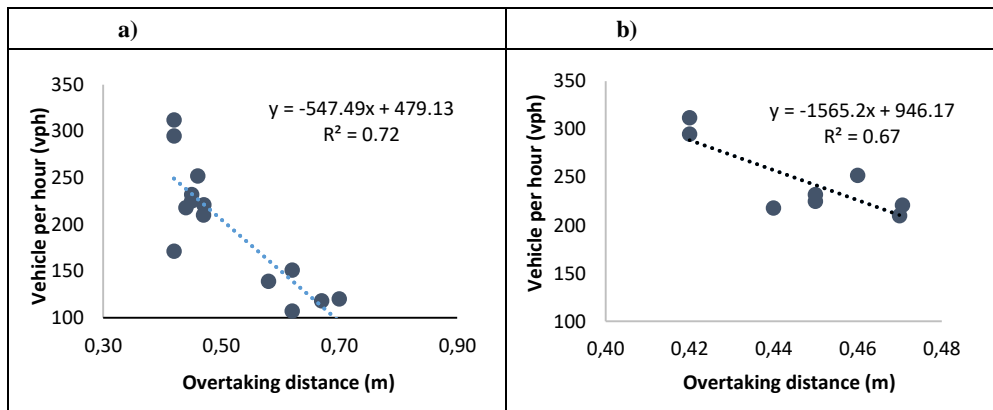 a)
b)
350
300
250
200
150
100
0,30
0,50
0,70
0,90
Vehicle per hour (vph)
Overtaking distance (m)
y = -547.49x + 479.13
R² = 0.72
350
300
250
200
150
100
0,40
0,42
0,44
0,46
0,48
Vehicle per hour (vph)
Overtaking distance (m)
y = -1565.2x + 946.17
R² = 0.67